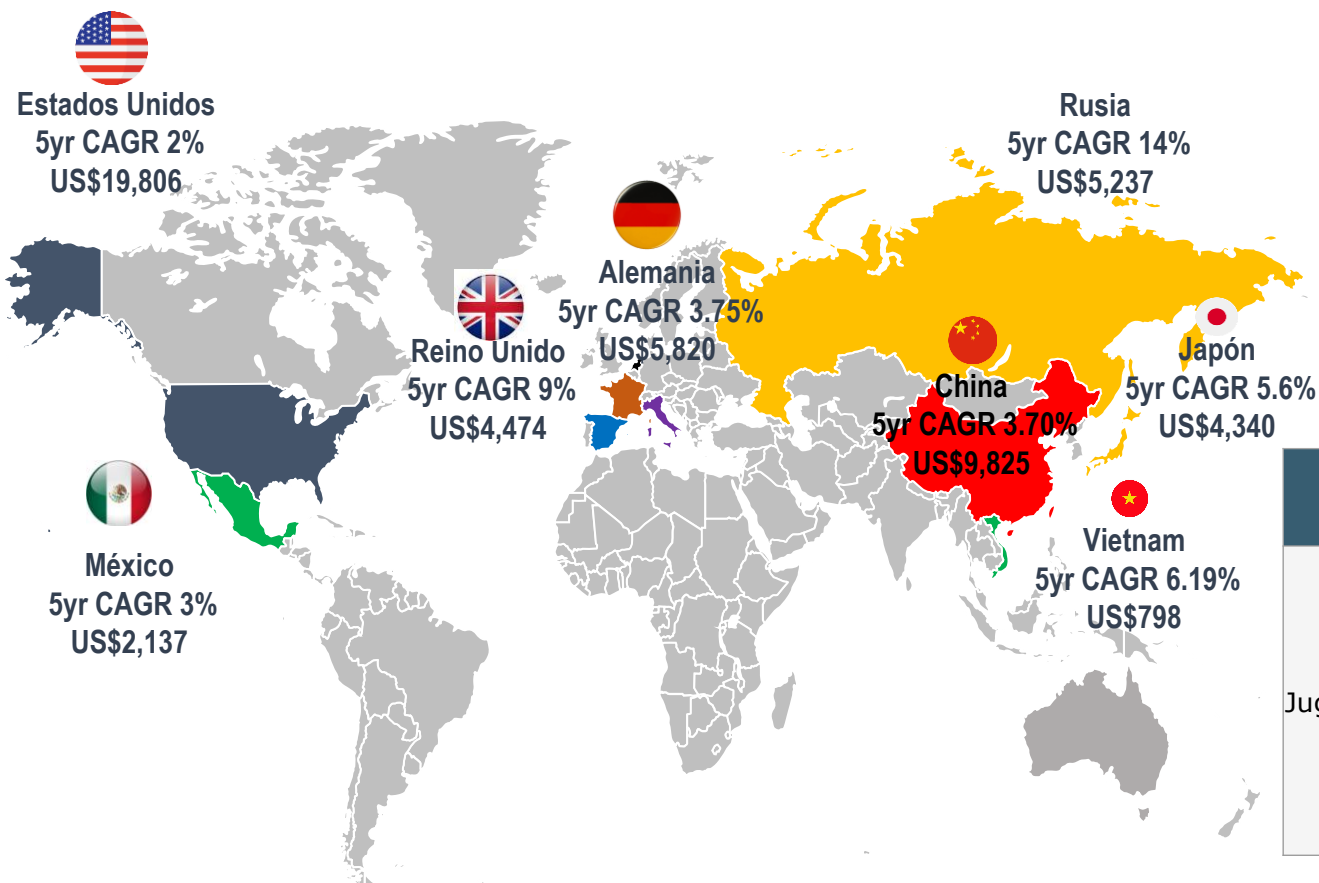 Estados Unidos
5yr CAGR 2%
US$19,806
Rusia
5yr CAGR 14%
US$5,237
Alemania
5yr CAGR 3.75%
US$5,820
Reino Unido
5yr CAGR 9%
US$4,474
China
5yr CAGR 3.70%
US$9,825
Japón
5yr CAGR 5.6%
US$4,340
México
5yr CAGR 3%
US$2,137
Vietnam
5yr CAGR 6.19%
US$798